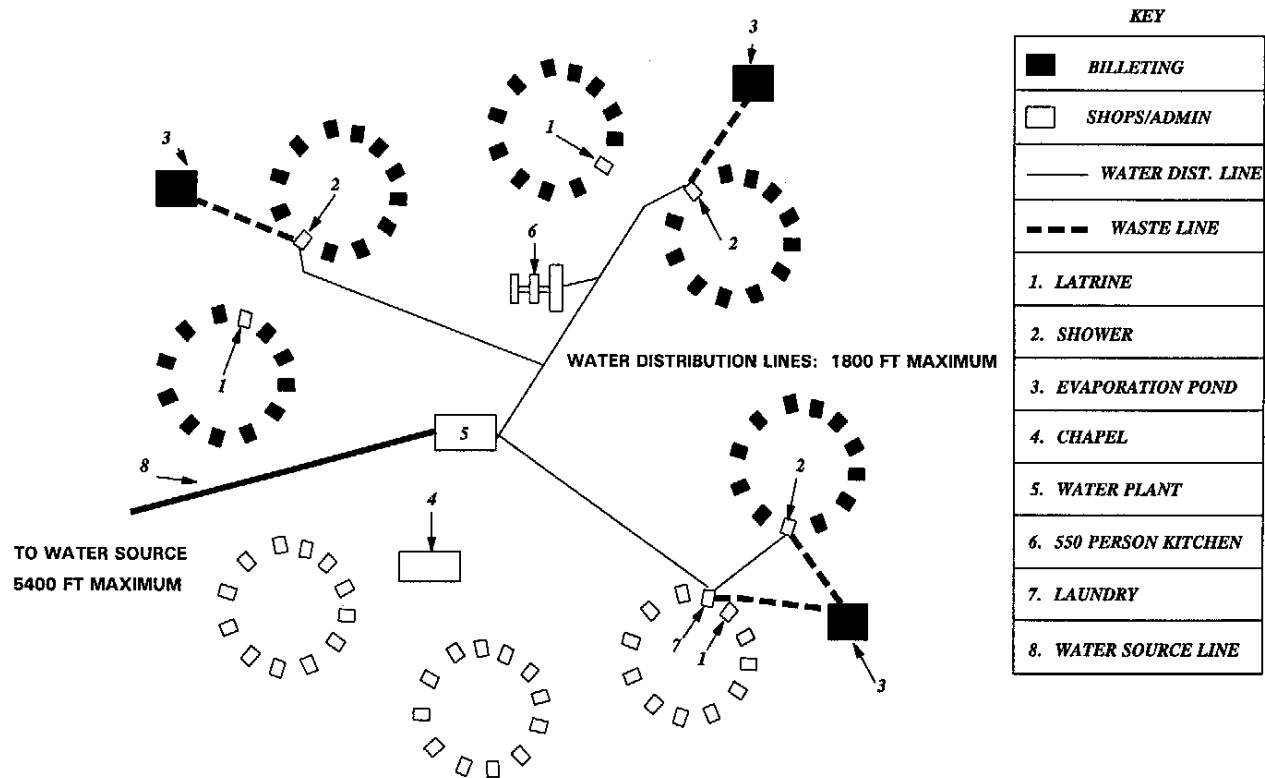 3
1
3
2
2
6
1
WATER DISTRIBUTION LINES: 1800 FT MAXIMUM
5
8
2
4
TO WATER SOURCE
5400 FT MAXIMUM
7
1
3
KEY
BILLETING
SHOPS/ADMIN
WATER DIST. LINE
WASTE LINE
1. LATRINE
2. SHOWER
3. EVAPORATION POND
4. CHAPEL
5. WATER PLANT
6. 550 PERSON KITCHEN
7. LAUNDRY
8. WATER SOURCE LINE